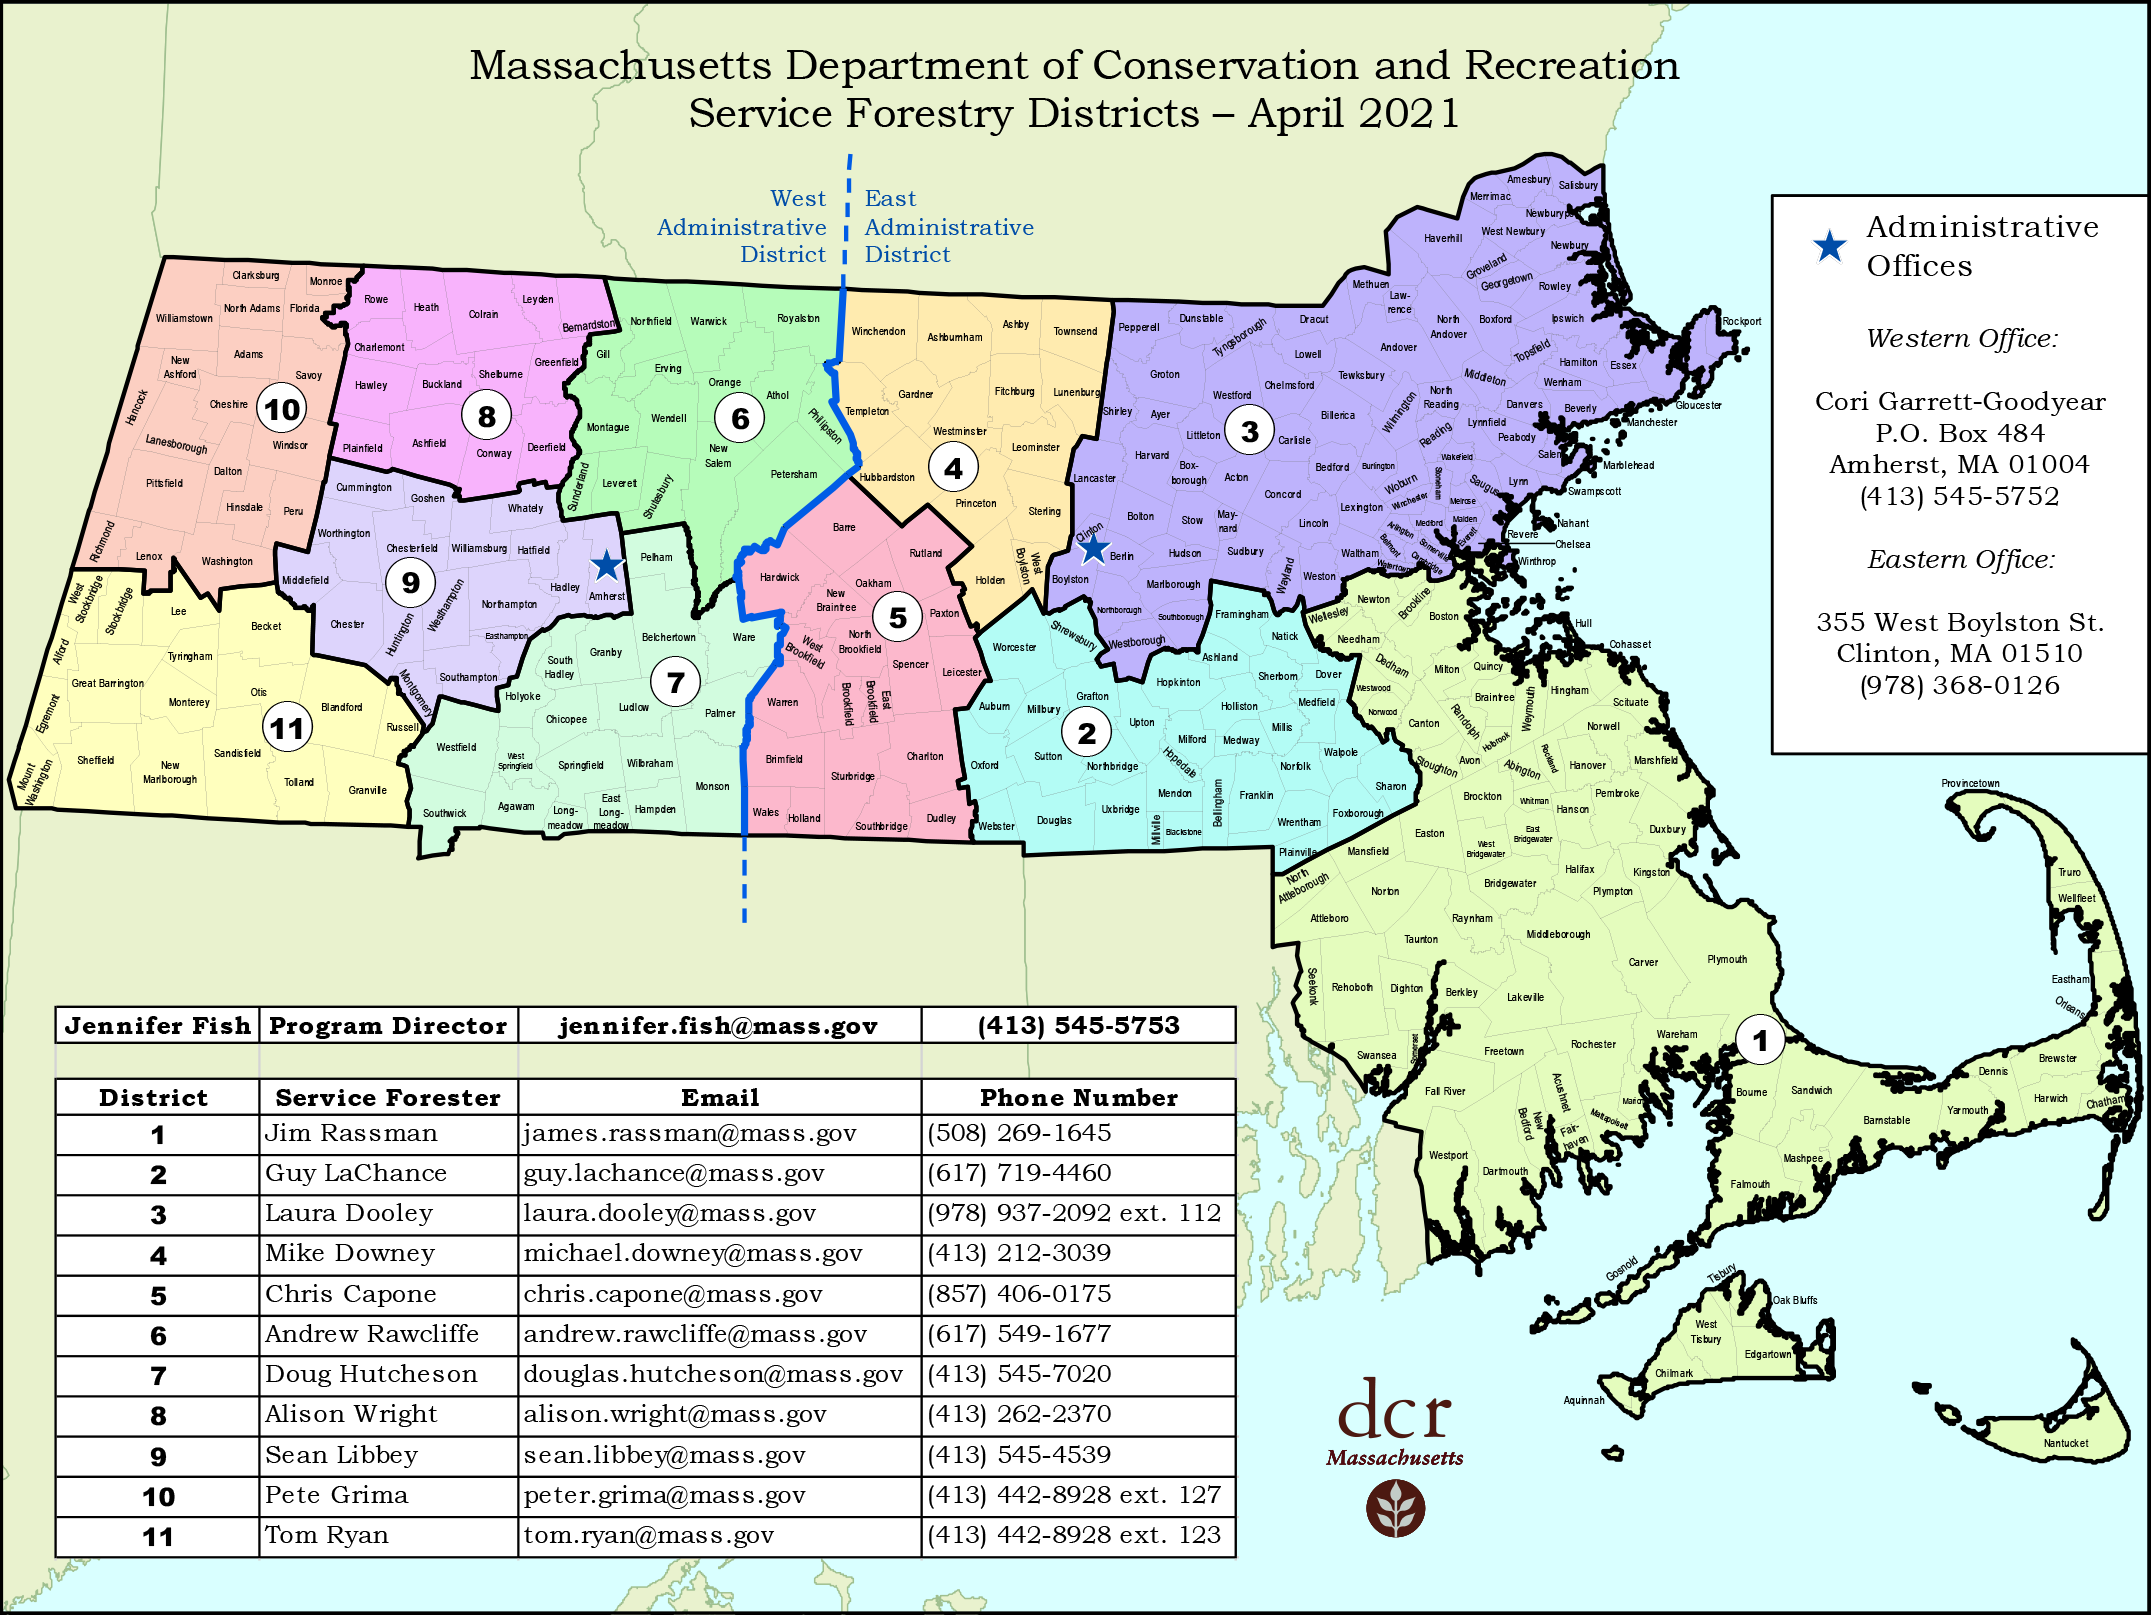 Massachusetts Department of Conservation and Recreation
Service Forestry Districts – April 2021
West
Administrative
District
East
Administrative
District
Administrative
Offices
Western Office:
Cori Garrett-Goodyear
P.O. Box 484
Amherst, MA 01004
(413) 545-5752
Eastern Office:
355 West Boylston St.
Clinton, MA 01510
(978) 368-0126
Clarksburg
Monroe
North Adams
Florida
Williamstown
Adams
New
Ashford
Savoy
Hancock
Cheshire
10
Lanesborough
Windsor
Dalton
Pittsfield
Hinsdale
Peru
Richmond
Lenox
Washington
Rowe
Heath
Colrain
Leyden
Bernardston
Charlemont
Greenfield
Shelburne
Hawley
Buckland
8
Plainfield
Ashfield
Conway
Deerfield
Northfield
Warwick
Royalston
Gill
Erving
Orange
Athol
Phillipston
6
Wendell
Montague
New
Salem
Petersham
Sunderland
Leverett
Shutesbury
Winchendon
Ashburnham
Ashby
Townsend
Gardner
Fitchburg
Lunenburg
Templeton
Westminster
Leominster
4
Hubbardston
Princeton
Sterling
Holden
West
Boylston
Amesbury
Salisbury
Merrimac
Newburyport
West Newbury
Haverhill
Newbury
Groveland
Georgetown
Rowley
Methuen
Law-
rence
North
Andover
Boxford
Ipswich
Rockport
Pepperell
Dunstable
Tyngsborough
Dracut
Andover
Topsfield
Hamilton
Essex
Lowell
Groton
Chelmsford
Tewksbury
Middleton
Wenham
Westford
North
Reading
Danvers
Beverly
Gloucester
Shirley
Ayer
Billerica
Wilmington
Lynnfield
Manchester
Littleton
3
Carlisle
Reading
Peabody
Harvard
Salem
Marblehead
Lancaster
Box-
borough
Acton
Bedford
Burlington
Wakefield
Concord
Woburn
Stoneham
Saugus
Lynn
Swampscott
Bolton
Stow
May-
nard
Lincoln
Lexington
Winchester
Melrose
Clinton
Medford
Malden
Nahant
Arlington
Everett
Revere
Chelsea
Berlin
Hudson
Sudbury
Waltham
Belmont
Somerville
Winthrop
Watertown
Cambridge
Boylston
Marlborough
Wayland
Weston
Northborough
Southborough
Westborough
Cummington
Goshen
Whately
Worthington
Chesterfield
Williamsburg
Hatfield
9
Middlefield
Hadley
Amherst
Westhampton
Northampton
Chester
Huntington
Easthampton
Southampton
Montgomery
West
Stockbridge
Stockbridge
Lee
Becket
Alford
Tyringham
Great Barrington
Monterey
Otis
Blandford
Egremont
11
Russell
Sheffield
New
Marlborough
Sandisfield
Tolland
Granville
Mount
Washington
Pelham
Belchertown
Ware
Granby
South
Hadley
7
Holyoke
Chicopee
Ludlow
Palmer
Westfield
West
Springfield
Springfield
Wilbraham
Monson
Agawam
Southwick
Long-
meadow
East
Long-
meadow
Hampden
Barre
Rutland
Hardwick
Oakham
New
Braintree
5
Paxton
West
Brookfield
North
Brookfield
Spencer
Leicester
Warren
Brookfield
East
Brookfield
Brimfield
Sturbridge
Charlton
Wales
Holland
Southbridge
Dudley
Worcester
Shrewsbury
Framingham
Natick
Ashland
Hopkinton
Sherborn
Dover
Grafton
Auburn
Millbury
Upton
Holliston
Medfield
2
Milford
Medway
Millis
Sutton
Northbridge
Hopedale
Norfolk
Walpole
Oxford
Mendon
Bellingham
Franklin
Sharon
Uxbridge
Webster
Douglas
Millville
Blackstone
Wrentham
Foxborough
Plainville
Wellesley
Newton
Brookline
Boston
Needham
Hull
Cohasset
Dedham
Milton
Quincy
Westwood
Braintree
Weymouth
Hingham
Scituate
Norwood
Canton
Randolph
Holbrook
Norwell
Stoughton
Avon
Abington
Rockland
Hanover
Marshfield
Brockton
Whitman
Hanson
Pembroke
Easton
East
Bridgewater
Duxbury
West
Bridgewater
Mansfield
Halifax
Kingston
North
Attleborough
Norton
Bridgewater
Plympton
Attleboro
Raynham
Taunton
Middleborough
Carver
Plymouth
Seekonk
Rehoboth
Dighton
Berkley
Lakeville
1
Swansea
Somerset
Freetown
Rochester
Wareham
Fall River
Acushnet
Marion
Mattapoisett
New
Bedford
Fair-
haven
Westport
Dartmouth
Bourne
Sandwich
Barnstable
Yarmouth
Dennis
Brewster
Harwich
Chatham
Mashpee
Falmouth
Provincetown
Truro
Wellfleet
Eastham
Orleans
Gosnold
Tisbury
Oak Bluffs
West
Tisbury
Edgartown
Chilmark
Aquinnah
Nantucket
Jennifer Fish Program Director jennifer.fish@mass.gov (413) 545-5753
District Service Forester Email Phone Number
1 Jim Rassman james.rassman@mass.gov (508) 269-1645
2 Guy LaChance guy.lachance@mass.gov (617) 719-4460
3 Laura Dooley laura.dooley@mass.gov (978) 937-2092 ext. 112
4 Mike Downey michael.downey@mass.gov (413) 212-3039
5 Chris Capone chris.capone@mass.gov (857) 406-0175
6 Andrew Rawcliffe andrew.rawcliffe@mass.gov (617) 549-1677
7 Doug Hutcheson douglas.hutcheson@mass.gov (413) 545-7020
8 Alison Wright alison.wright@mass.gov (413) 262-2370
9 Sean Libbey sean.libbey@mass.gov (413) 545-4539
10 Pete Grima peter.grima@mass.gov (413) 442-8928 ext. 127
11 Tom Ryan tom.ryan@mass.gov (413) 442-8928 ext. 123
dcr
Massachusetts